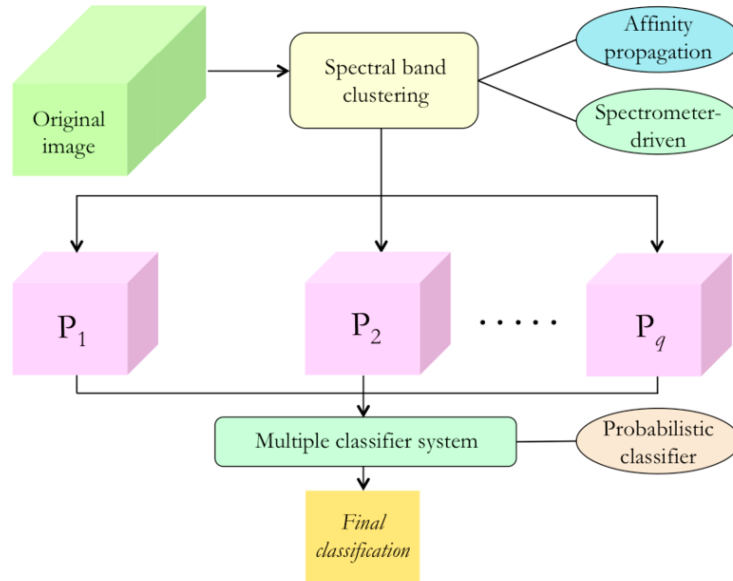 Affinity
propagation
Spectral band
clustering
Original
image
Spectrometer-
driven
P1
P2
. . . . .
Pq
Multiple classifier system
Probabilistic
classifier
Final
classification